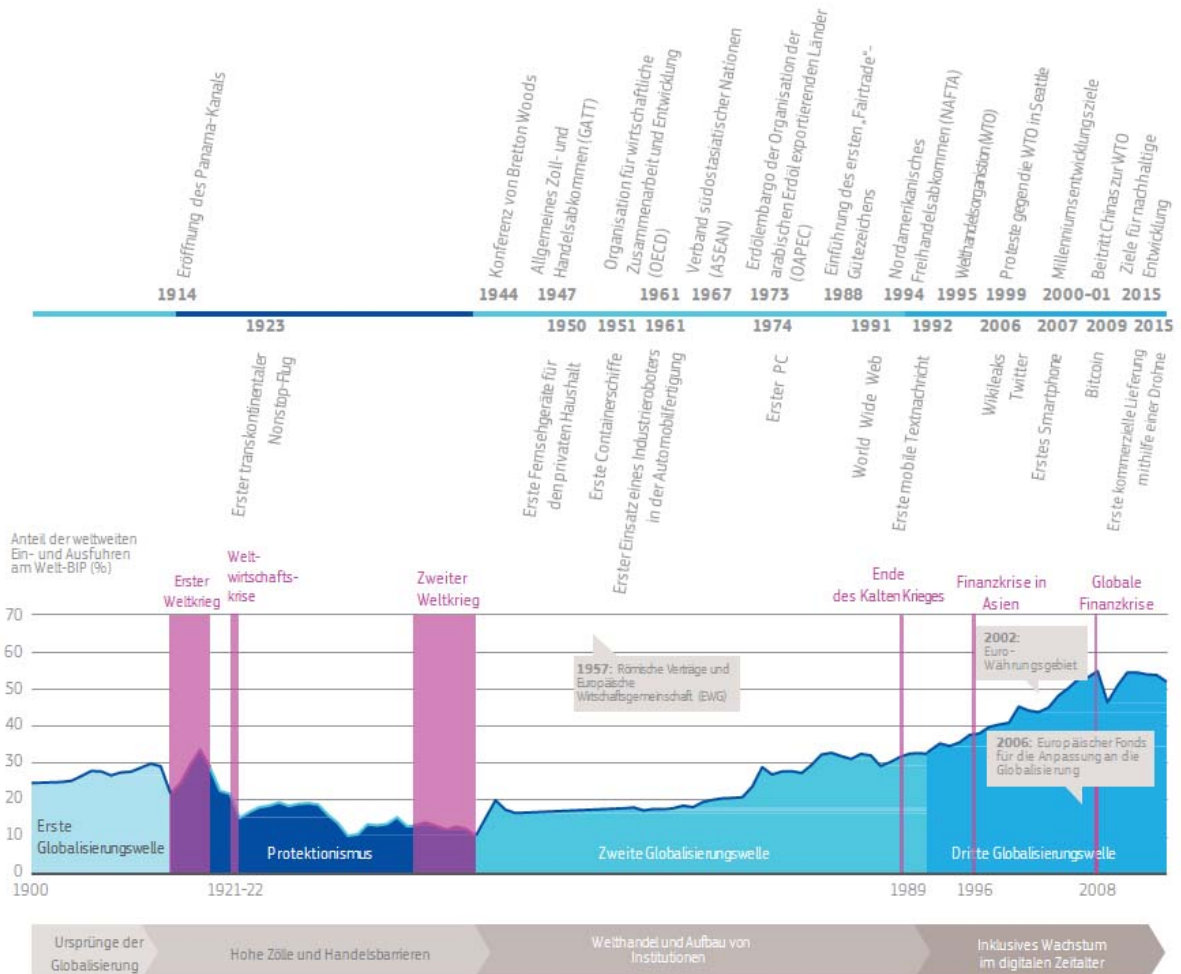 Eröffnung des Panama-Kanals
Konferenz von Bretton Woods
Allgemeines Zoll- und
Handelsabkommen (GATT)
Organisation für wirtschaftliche
Zusammenarbeit und Entwicklung
(OECD)
Verband südostasiatischer Nationen
(ASEAN)
Erdölembargo der Organisation der
arabischen Erdöl exportierenden Länder
(OAPEC)
Einführung des ersten „Fairtrade“-
Gütezeichens
Nordamerikanisches
Freihandelsabkommen (NAFTA)
Welthandelsorganistion (WTO)
Proteste gegen die WTO in Seattle
Millenniumsentwicklungsziele
Beitritt Chinas zur WTO
Ziele für nachhaltige
Entwicklung
1914 1944 1947 1961 1967 1973 1988 1994 1995 1999 2000-01 2015
1923 1950 1951 1961 1974 1991 1992 2006 2007 2009 2015
Erster transkontinentaler
Nonstop-Flug
Erste Fernsehgeräte für
den privaten Haushalt
Erste Containerschiffe
Erster Einsatz eines Industrieroboters
in der Automobilfertigung
Erster PC
World Wide Web
Erste mobile Textnachricht
Wikileaks
Twitter
Erstes Smartphone
Bitcoin
Erste kommerzielle Lieferung
mithilfe einer Drohne
Anteil der weltweiten
Ein- und Ausfuhren
am Welt-BIP (%)
Erster
Weltkrieg
Welt-
wirtschafts-
krise
Zweiter
Weltkrieg
Ende
des Kalten Krieges
Finanzkrise in
Asien
Globale
Finanzkrise
70
60
50
40
30
20
10
0
1957: Römische Verträge und
Europäische
Wirtschaftsgemeinschaft (EWG)
2002:
Euro-
Währungsgebiet
2006: Europäischer Fonds
für die Anpassung an die
Globalisierung
Erste
Globalisierungswelle
Protektionismus
Zweite Globalisierungswelle
Dritte Globalisierungswelle
1900 1921-22 1989 1996 2008
Ursprünge der
Globalisierung
Hohe Zölle und Handelsbarrieren
Welthandel und Aufbau von
Institutionen
Inklusives Wachstum
im digitalen Zeitalter